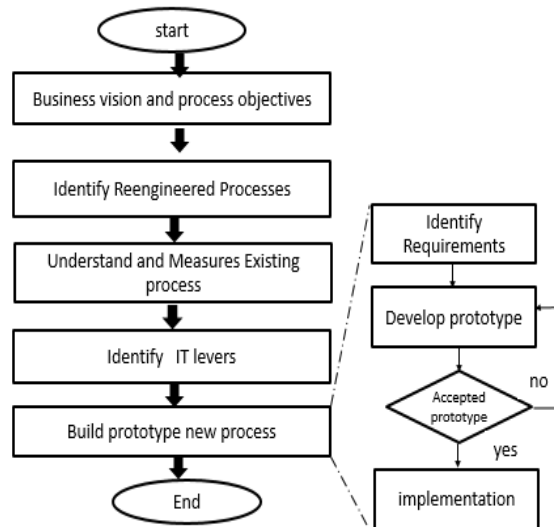 start
Business vision and process objectives
Identify Reengineered Processes
Understand and Measures Existing
process
Identify IT levers
Build prototype new process
End
Identify
Requirements
Develop prototype
Accepted
prototype
no
yes
implementation